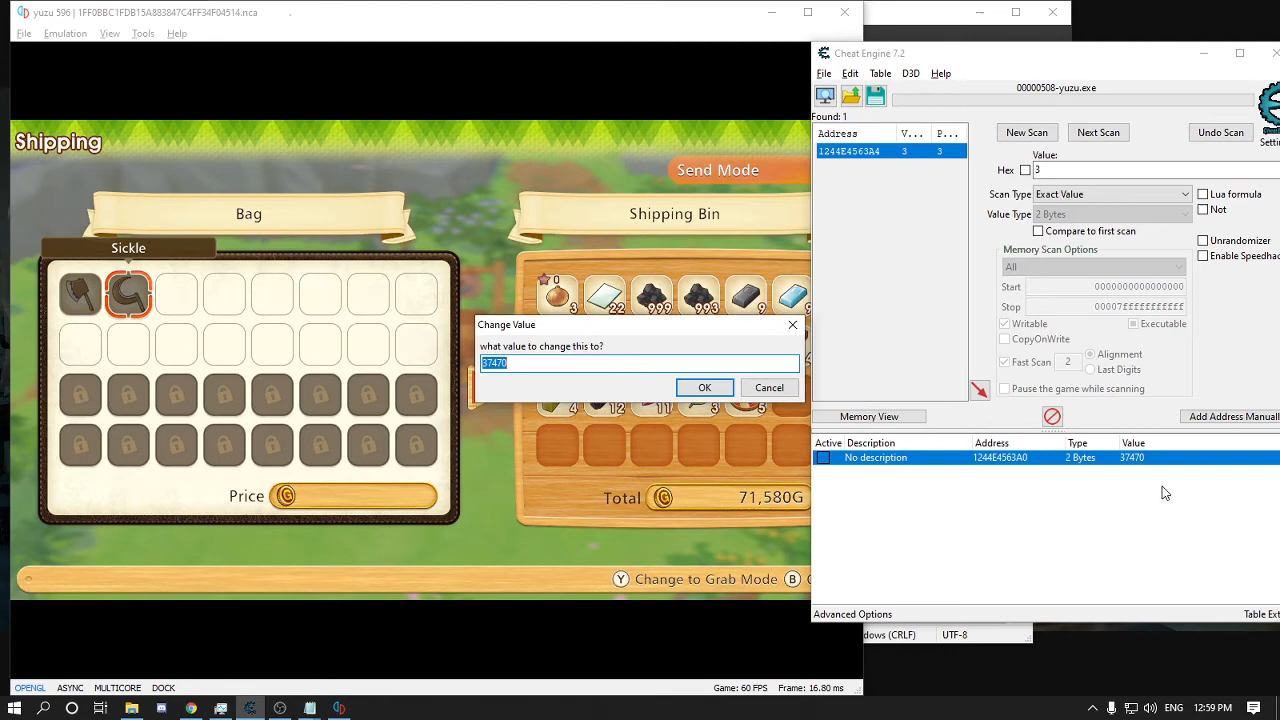 yuzu 596 | 1FF0BBC1FDB15A883847C4FF34F04514.nca
File Emulation View Tools Help
Shipping
Send Mode
Bag
Shipping Bin
Sickle
0
3 22 999 993 9 9
4 12 11 3 5
Price
Total 71,580G
Y Change to Grab Mode B
OPENGL ASYNC MULTICORE DOCK Game: 60 FPS Frame: 16.80 ms
Change Value
what value to change this to?
37470
OK Cancel
Cheat Engine 7.2
File Edit Table D3D Help
00000508-yuzu.exe
Found: 1
Address V... P...
1244E4563A4 3 3
New Scan Next Scan Undo Scan
Setti
Value:
Hex 3
Scan Type Exact Value
Value Type 2 Bytes
Compare to first scan
Lua formula
Not
Unrandomizer
Enable Speedhac
Memory Scan Options
All
Start 0000000000000000
Stop 00007fffffffffff
Writable Executable
CopyOnWrite
Fast Scan 2 Alignment
Last Digits
Pause the game while scanning
Memory View
Add Address Manuall
Active Description Address Type Value
No description 1244E4563A0 2 Bytes 37470
Advanced Options Table Ext
dows (CRLF) UTF-8
ENG 12:59 PM